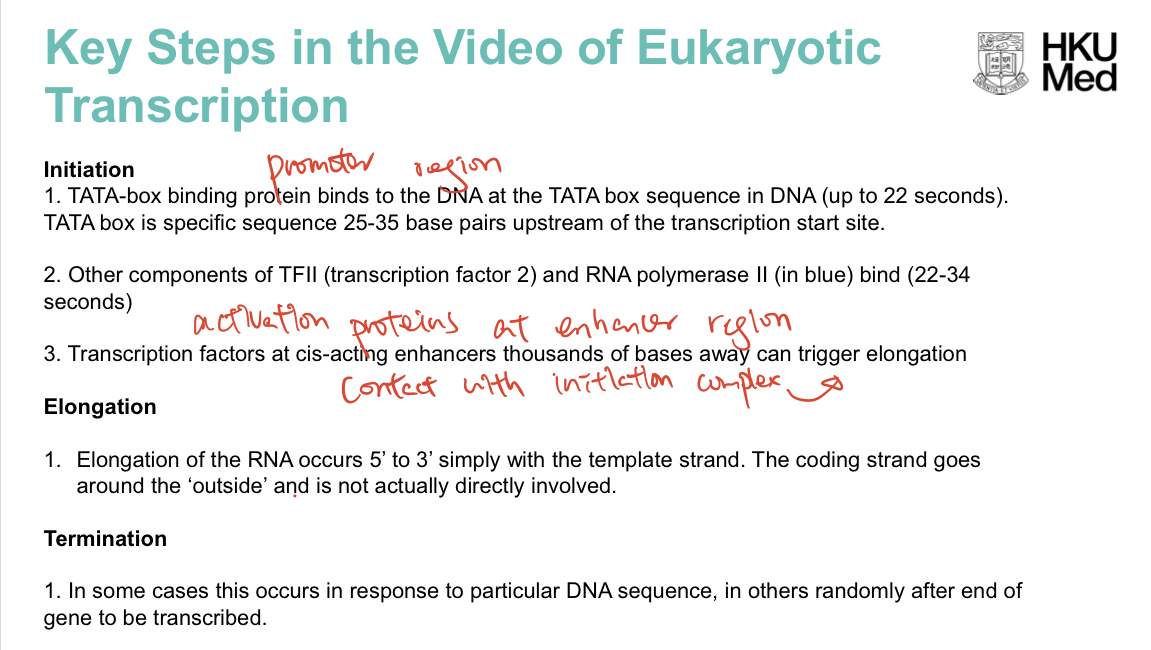 Key Steps in the Video of Eukaryotic
Transcription
HKU
Med
Initiation
promoter region
1. TATA-box binding protein binds to the DNA at the TATA box sequence in DNA (up to 22 seconds).
TATA box is specific sequence 25-35 base pairs upstream of the transcription start site.
2. Other components of TFII (transcription factor 2) and RNA polymerase II (in blue) bind (22-34
seconds)
activation proteins at enhancer region
3. Transcription factors at cis-acting enhancers thousands of bases away can trigger elongation
contact with initiation complex
Elongation
1. Elongation of the RNA occurs 5’ to 3’ simply with the template strand. The coding strand goes
around the ‘outside’ and is not actually directly involved.
Termination
1. In some cases this occurs in response to particular DNA sequence, in others randomly after end of
gene to be transcribed.